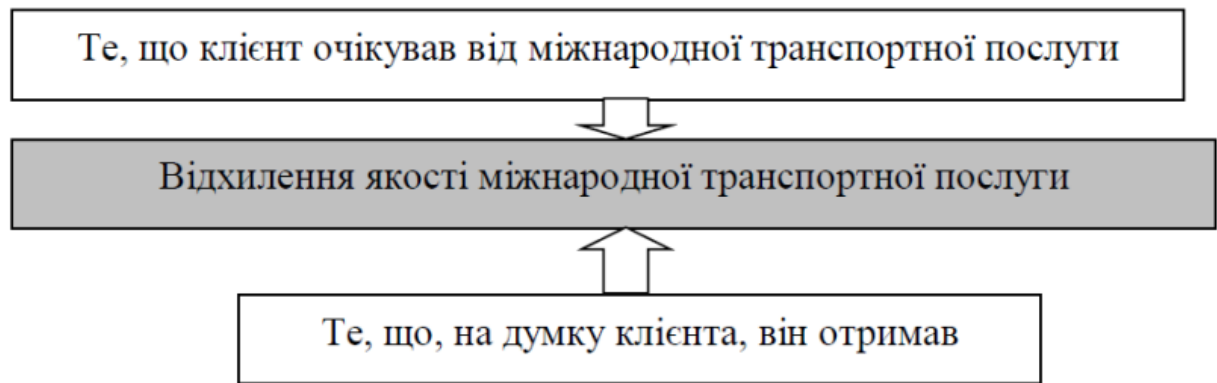 Те, що клієнт очікував від міжнародної транспортної послуги
Відхилення якості міжнародної транспортної послуги
Те, що, на думку клієнта, він отримав